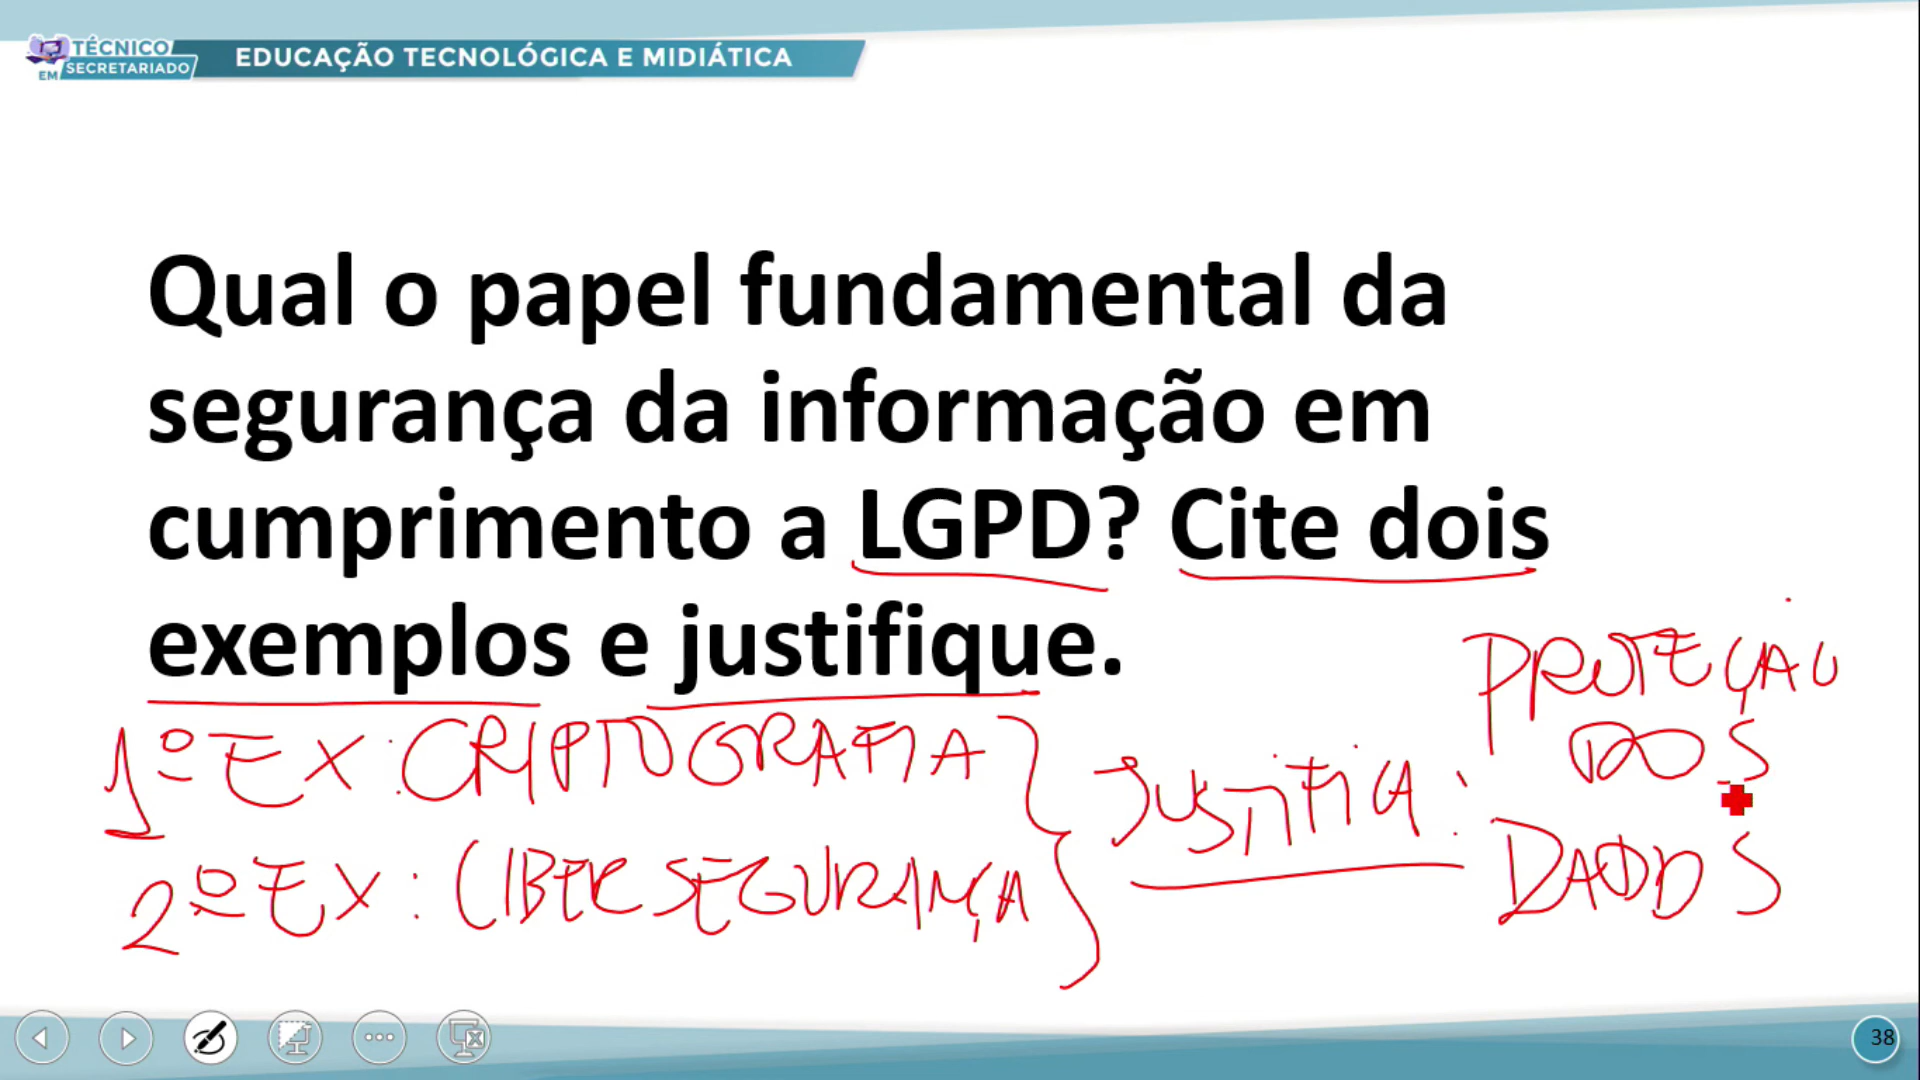 TÉCNICO
EM SECRETARIADO
EDUCAÇÃO TECNOLÓGICA E MIDIÁTICA
Qual o papel fundamental da
segurança da informação em
cumprimento a LGPD? Cite dois
exemplos e justifique.
1º EX: CRIPTOGRAFIA
2º EX: CIBERSEGURANÇA
JUSTIFICA:
PROTEÇÃO
DOS
DADOS
38